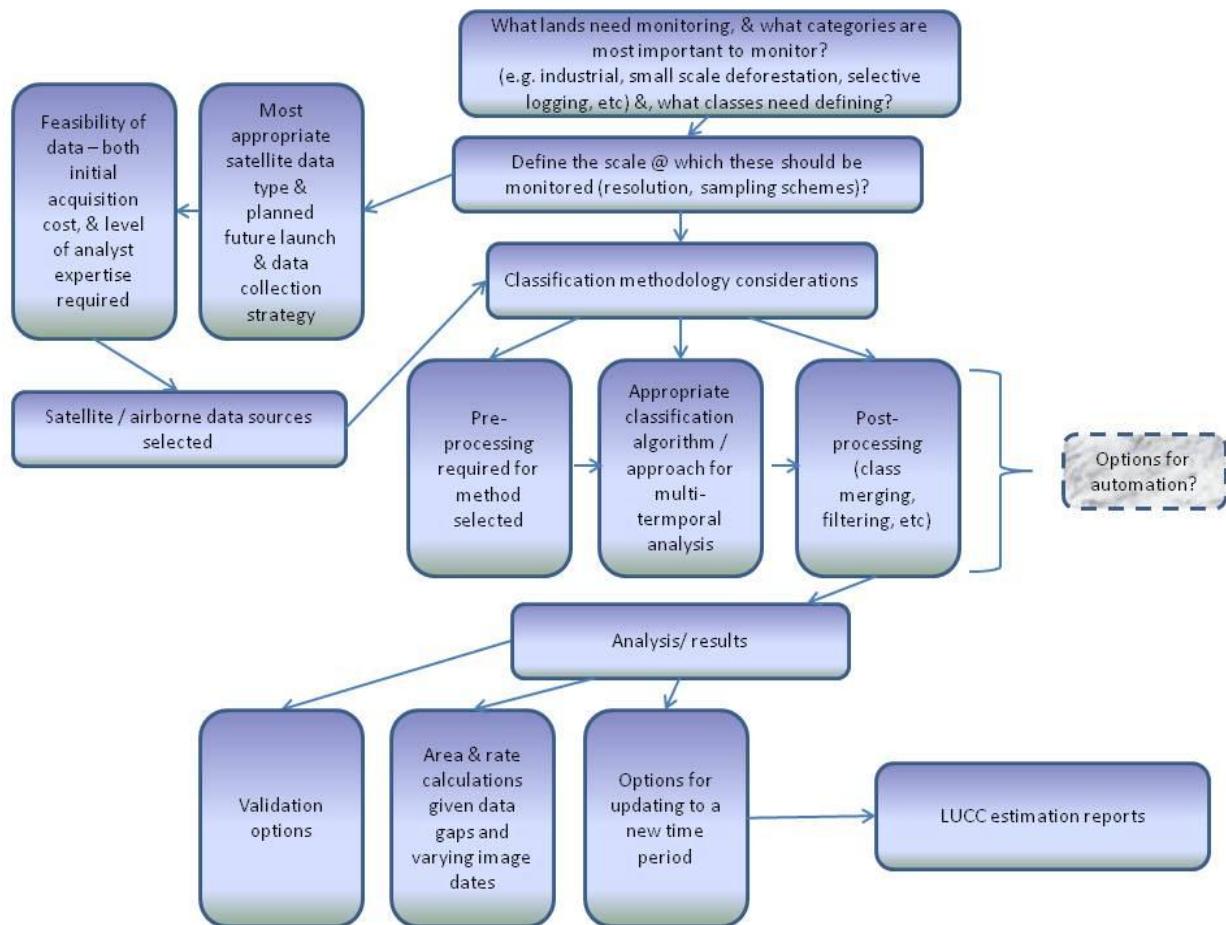 What lands need monitoring, & what categories are
most important to monitor?
(e.g. industrial, small scale deforestation, selective
logging, etc) &, what classes need defining?
Define the scale @ which these should be
monitored (resolution, sampling schemes)?
Most
appropriate
satellite data
type &
planned
future launch
& data
collection
strategy
Feasibility of
data – both
initial
acquisition
cost, & level
of analyst
expertise
required
Satellite / airborne data sources
selected
Classification methodology considerations
Pre-
processing
required for
method
selected
Appropriate
classification
algorithm /
approach for
multi-
termporal
analysis
Post-
processing
(class
merging,
filtering, etc)
Options for
automation?
Analysis/ results
Validation
options
Area & rate
calculations
given data
gaps and
varying image
dates
Options for
updating to a
new time
period
LUCC estimation reports